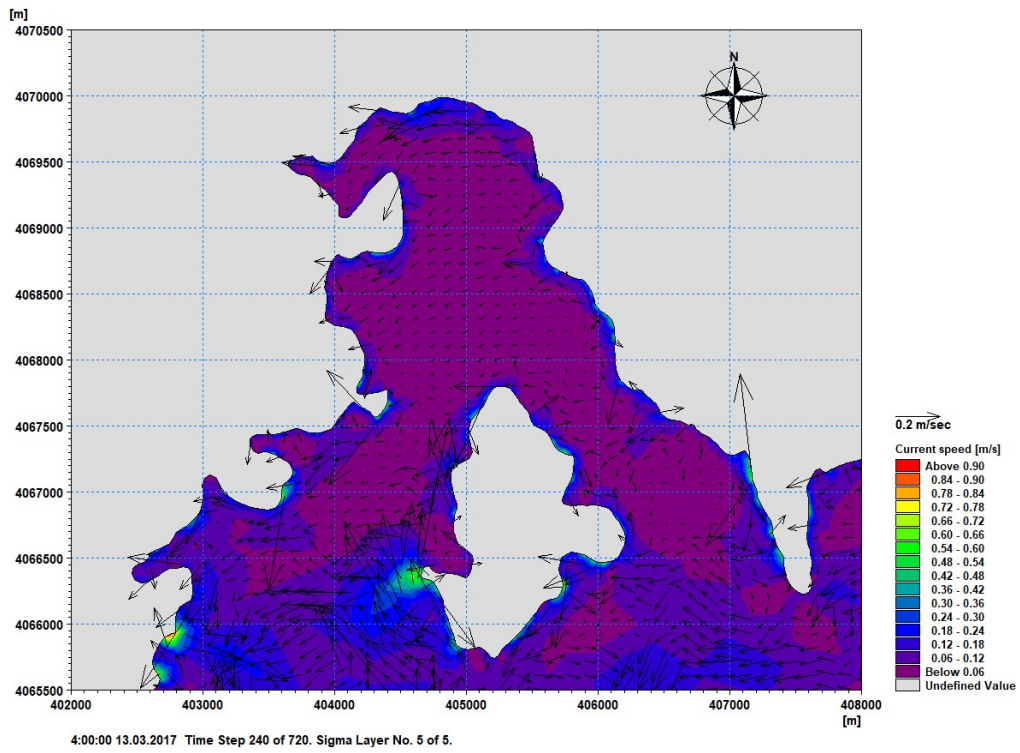 [m]
4070500
4070000
4069500
4069000
4068500
4068000
4067500
4067000
4066500
4066000
4065500
402000 403000 404000 405000 406000 407000 408000
[m]
N
0.2 m/sec
Current speed [m/s]
Above 0.90
0.84 - 0.90
0.78 - 0.84
0.72 - 0.78
0.66 - 0.72
0.60 - 0.66
0.54 - 0.60
0.48 - 0.54
0.42 - 0.48
0.36 - 0.42
0.30 - 0.36
0.24 - 0.30
0.18 - 0.24
0.12 - 0.18
0.06 - 0.12
Below 0.06
Undefined Value
4:00:00 13.03.2017 Time Step 240 of 720. Sigma Layer No. 5 of 5.